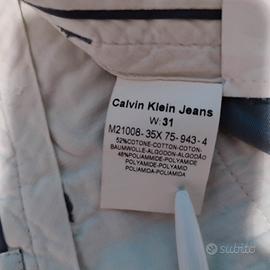 Calvin Klein Jeans
W:31
M21008-35X 75-943-4
52%COTONE-COTTON-COTON-
BAUMWOLLE-ALGODON-ALGODÃO
48%POLIAMMIDE-POLYAMIDE
POLYAMIDE-POLYAMID
POLIAMIDA-POLIAMIDA
subito